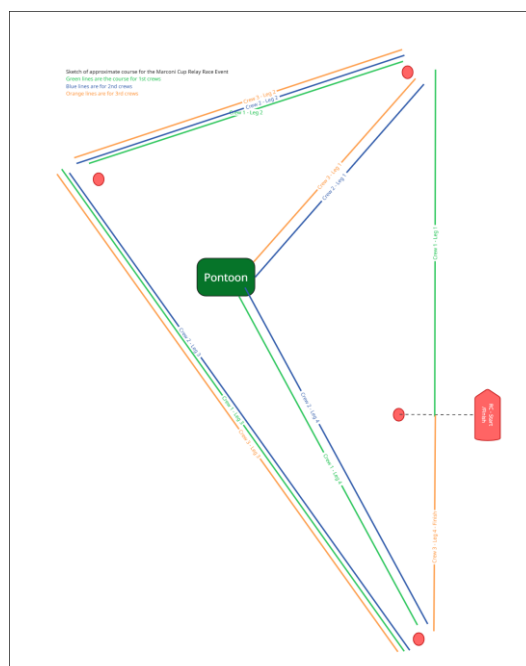 Sketch of approximate course for the Marconi Cup Relay Race Event
Green lines are the course for 1st crews
Blue lines are for 2nd crews
Orange lines are for 3rd crews
Crew 3 - Leg 2
Crew 2 - Leg 2
Crew 1 - Leg 2
Crew 3 - Leg 1
Crew 2 - Leg 1
Crew 1 - Leg 1
Pontoon
Crew 2 - Leg 3
Crew 1 - Leg 3
Crew 3 - Leg 3
Crew 2 - Leg 4
Crew 1 - Leg 4
RC - Start
/finish
Crew 3 - Leg 4 - Finish